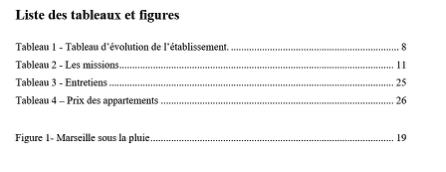 Liste des tableaux et figures
Tableau 1 - Tableau d’évolution de l’établissement. ........................................................ 8
Tableau 2 - Les missions............................................................................................ 11
Tableau 3 - Entretiens ................................................................................................ 25
Tableau 4 – Prix des appartements .............................................................................. 26
Figure 1- Marseille sous la pluie.................................................................................. 19